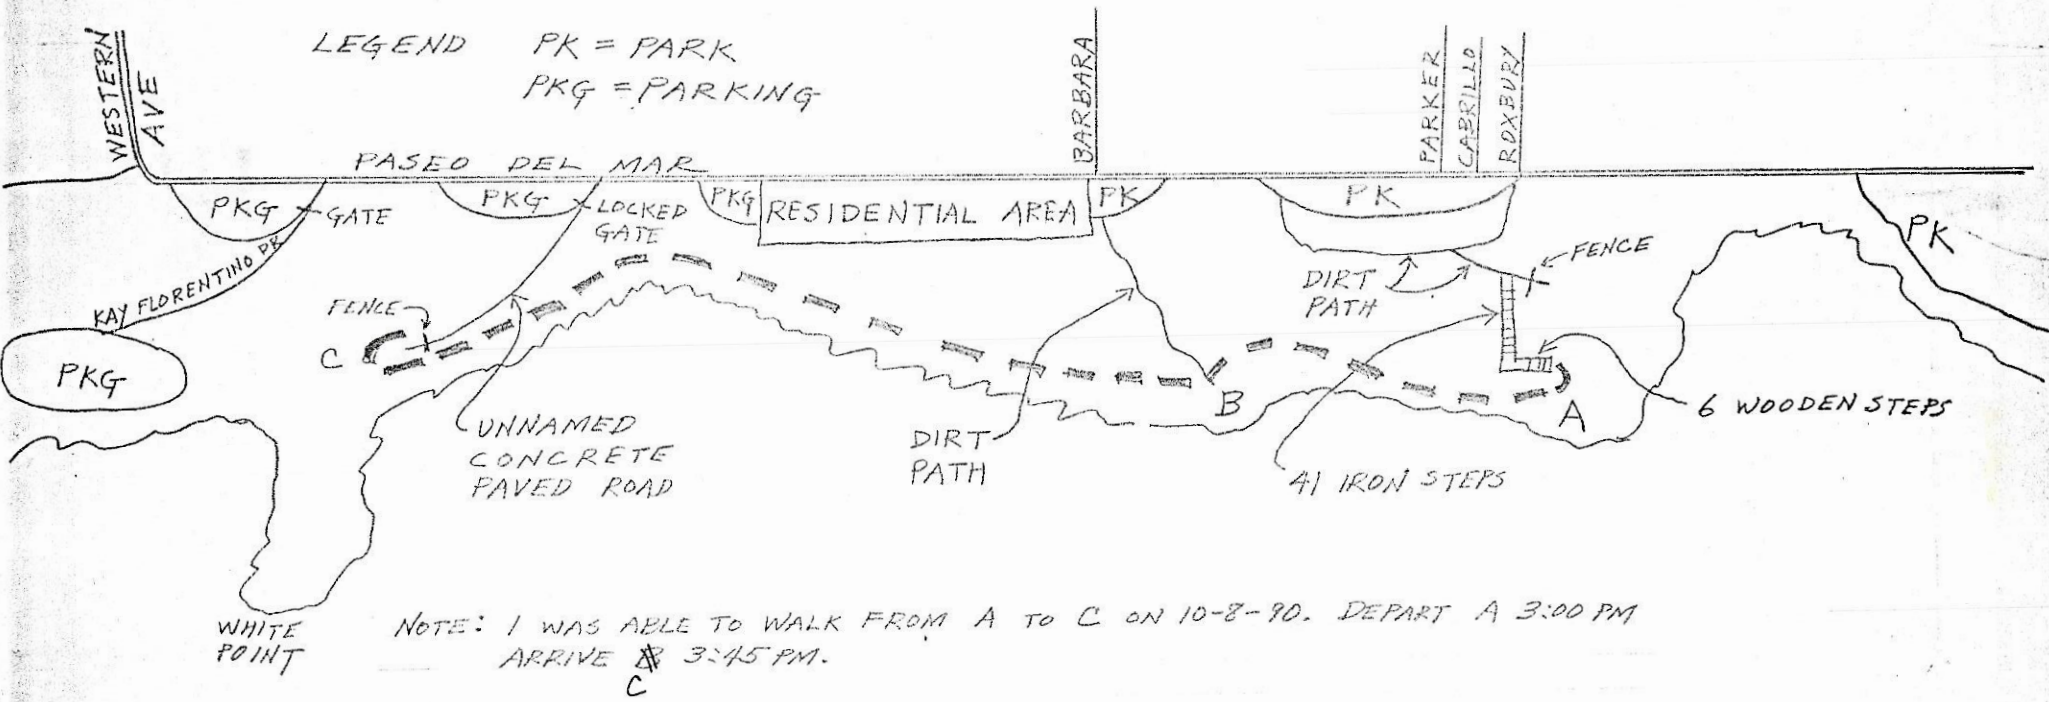 LEGEND PK = PARK
PKG = PARKING
WESTERN
AVE
BARBARA
PARKER
CABRILLO
ROXBURY
PASEO DEL MAR
PKG
GATE
PKG
LOCKED
GATE
PKG
RESIDENTIAL AREA
PK
PK
PK
KAY FLORENTINO DR
PKG
FENCE
C
UNNAMED
CONCRETE
PAVED ROAD
DIRT
PATH
B
DIRT
PATH
FENCE
A
6 WOODEN STEPS
41 IRON STEPS
WHITE
POINT
NOTE: I WAS ABLE TO WALK FROM A TO C ON 10-8-90. DEPART A 3:00 PM
ARRIVE B 3:45 PM.
C